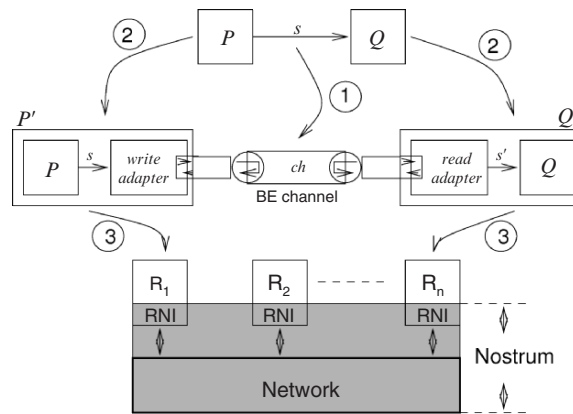 P s Q
2 2
1
P' Q
P s write adapter ch read adapter s' Q
BE channel
3 3
R1 R2 Rn
RNI RNI RNI
Nostrum
Network